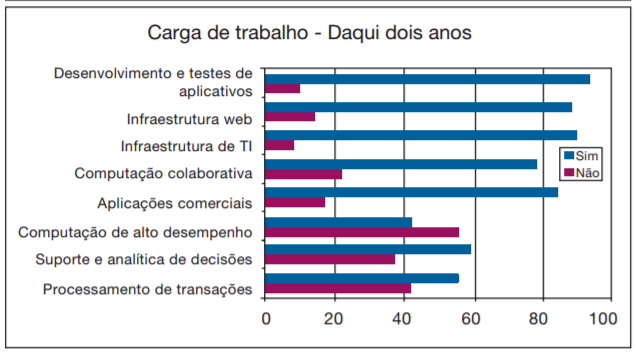 Carga de trabalho - Daqui dois anos
Desenvolvimento e testes de
aplicativos
Infraestrutura web
Infraestrutura de TI
Computação colaborativa
Aplicações comerciais
Computação de alto desempenho
Suporte e analítica de decisões
Processamento de transações
Sim
Não
0 20 40 60 80 100